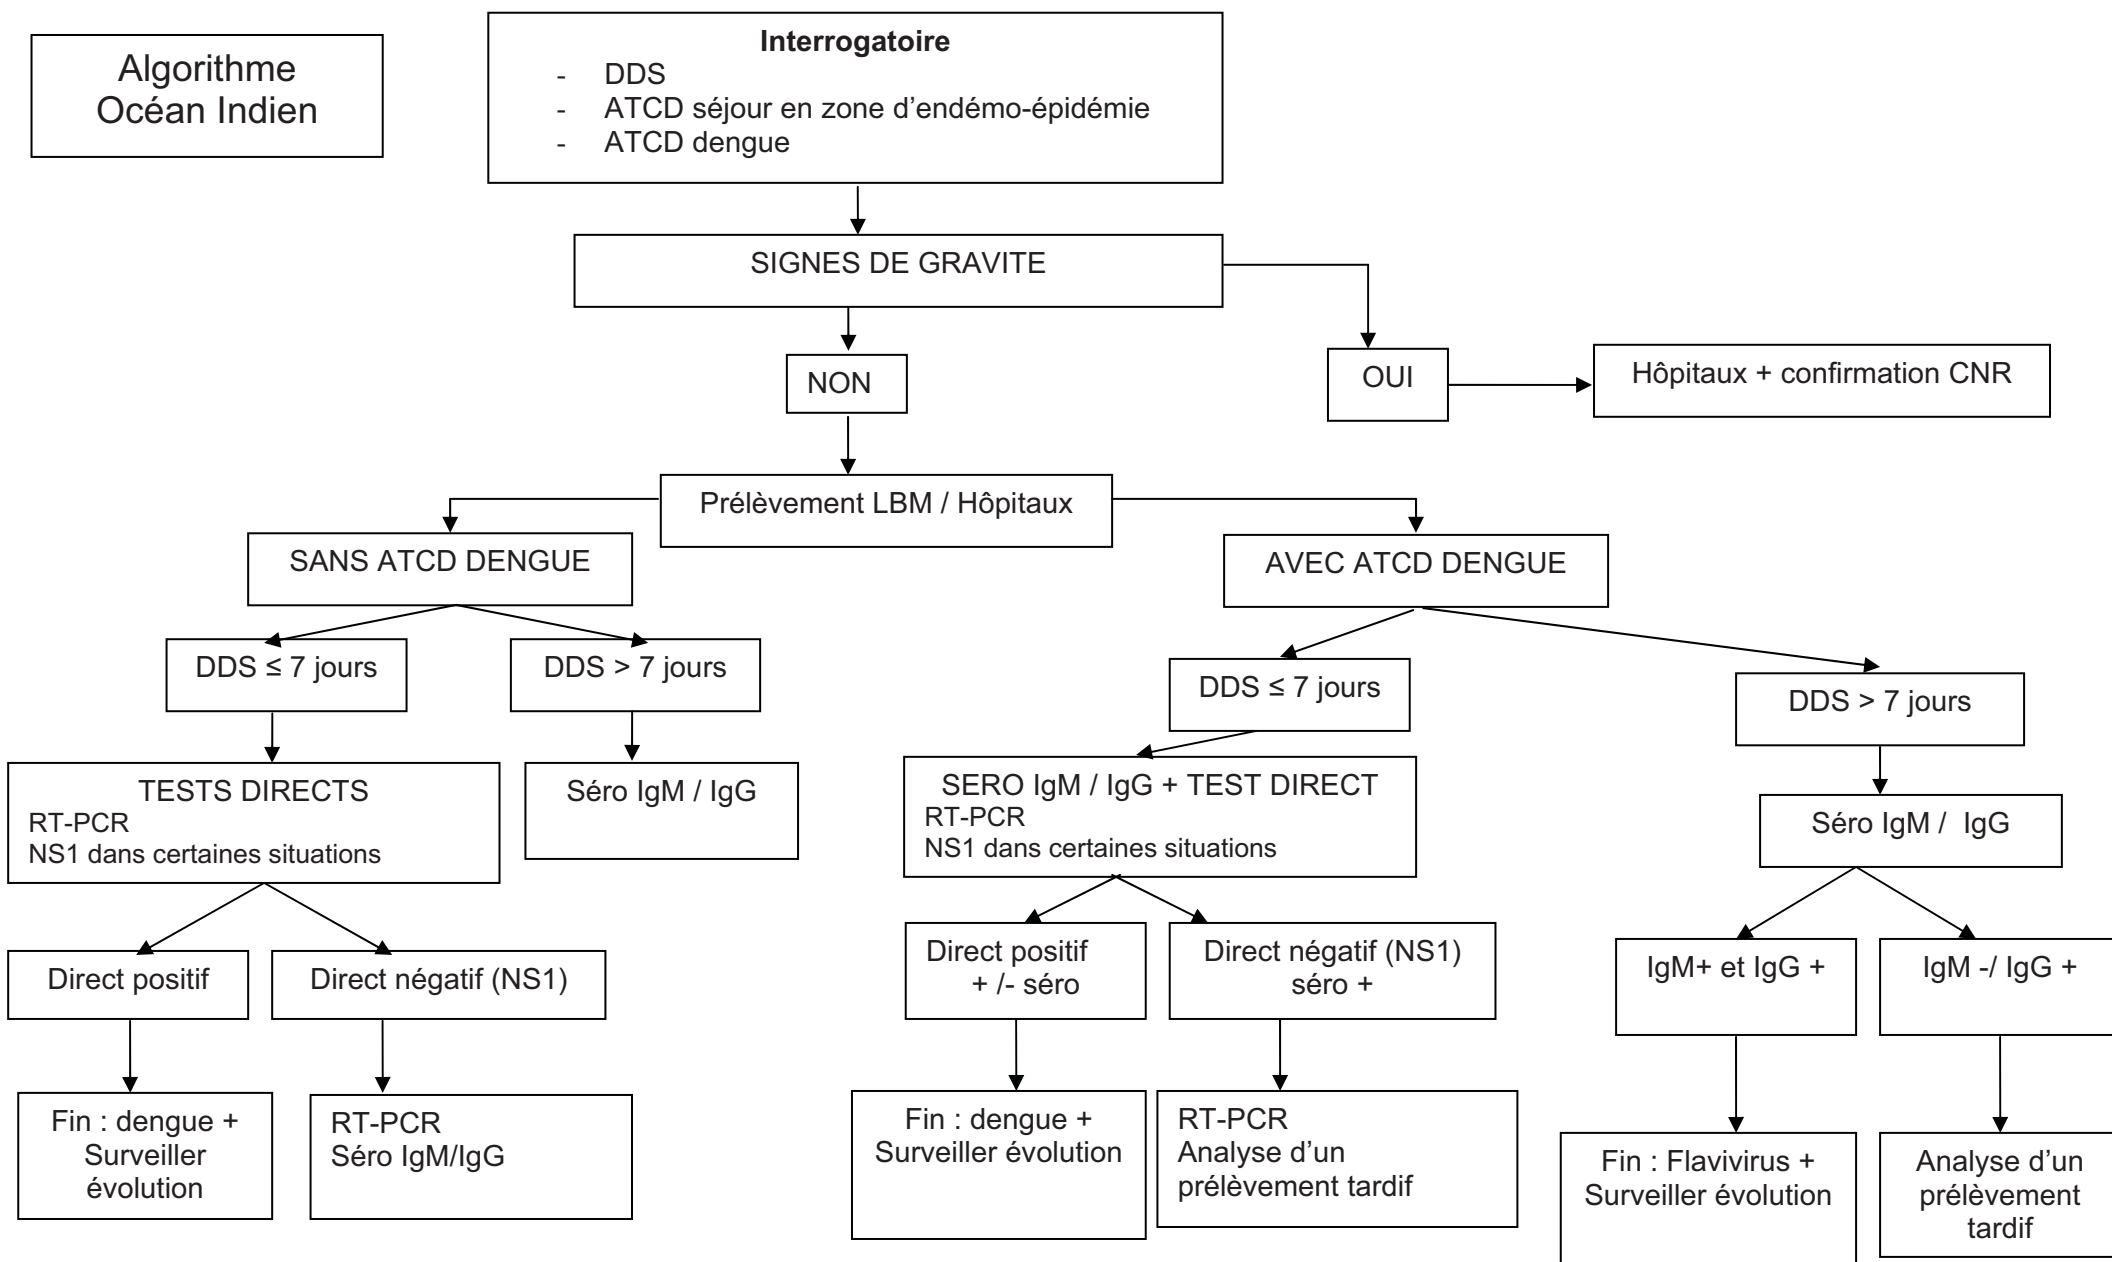 Algorithme
Océan Indien
Interrogatoire
- DDS
- ATCD séjour en zone d’endémo-épidémie
- ATCD dengue
SIGNES DE GRAVITE
NON
OUI
Hôpitaux + confirmation CNR
Prélèvement LBM / Hôpitaux
SANS ATCD DENGUE
AVEC ATCD DENGUE
DDS ≤ 7 jours
DDS > 7 jours
DDS ≤ 7 jours
DDS > 7 jours
TESTS DIRECTS
RT-PCR
NS1 dans certaines situations
Séro IgM / IgG
SERO IgM / IgG + TEST DIRECT
RT-PCR
NS1 dans certaines situations
Séro IgM / IgG
Direct positif
Direct négatif (NS1)
Direct positif
+ /- séro
Direct négatif (NS1)
séro +
IgM+ et IgG +
IgM -/ IgG +
Fin : dengue +
Surveiller
évolution
RT-PCR
Séro IgM/IgG
Fin : dengue +
Surveiller évolution
RT-PCR
Analyse d’un
prélèvement tardif
Fin : Flavivirus +
Surveiller évolution
Analyse d’un
prélèvement
tardif